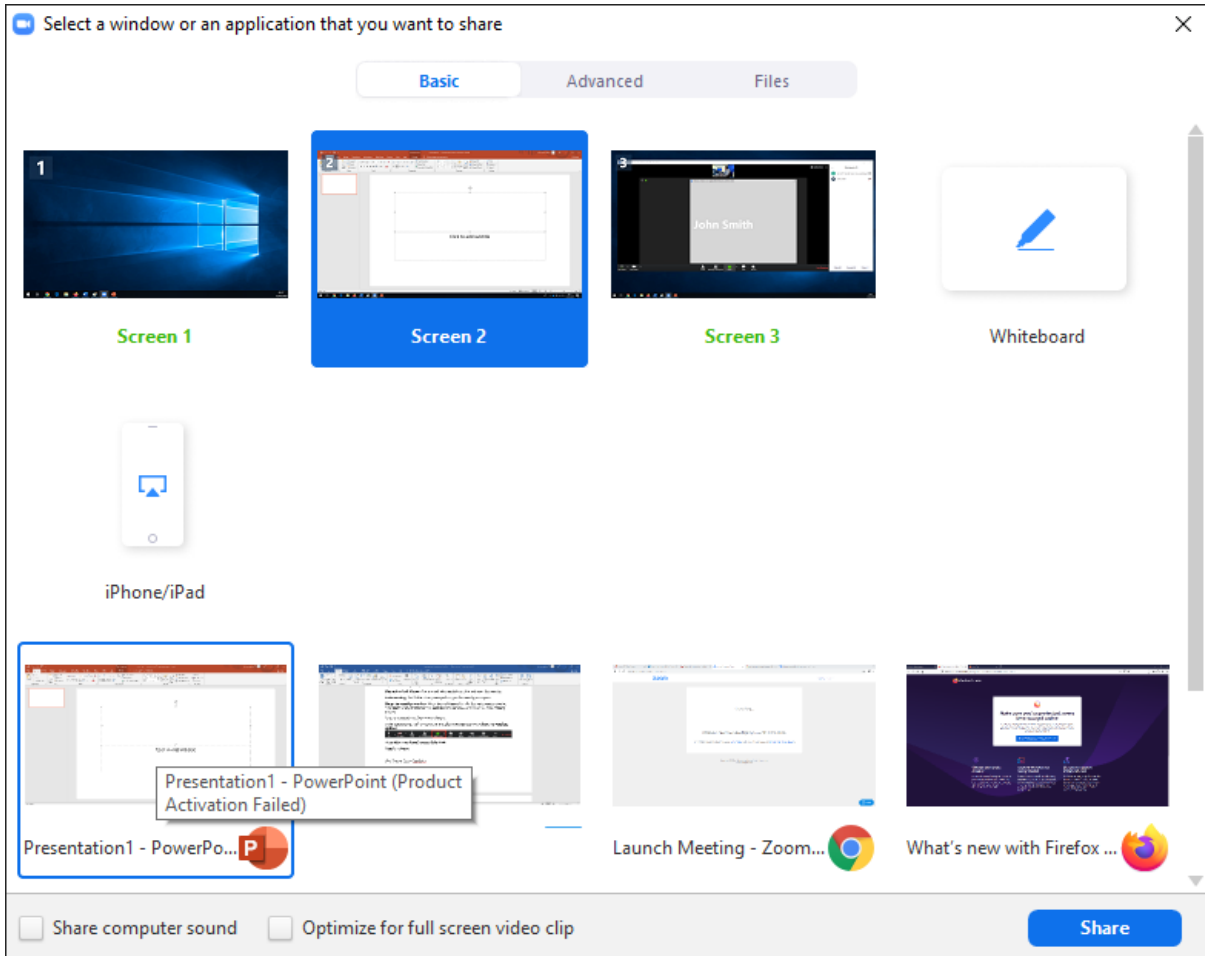 Select a window or an application that you want to share
Basic
Advanced
Files
1
2
3
John Smith
Screen 1
Screen 2
Screen 3
Whiteboard
iPhone/iPad
Presentation1 - PowerPoint (Product
Activation Failed)
Presentation1 - PowerPo...
P
Launch Meeting - Zoom...
What's new with Firefox ...
Share computer sound
Optimize for full screen video clip
Share